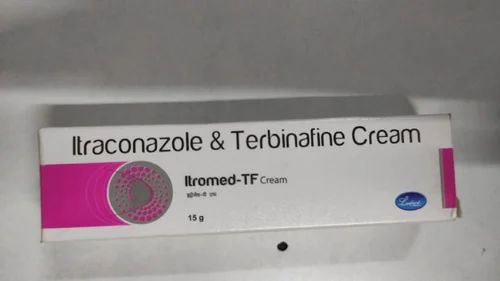 Itraconazole & Terbinafine Cream
Itromed-TF Cream
15 g